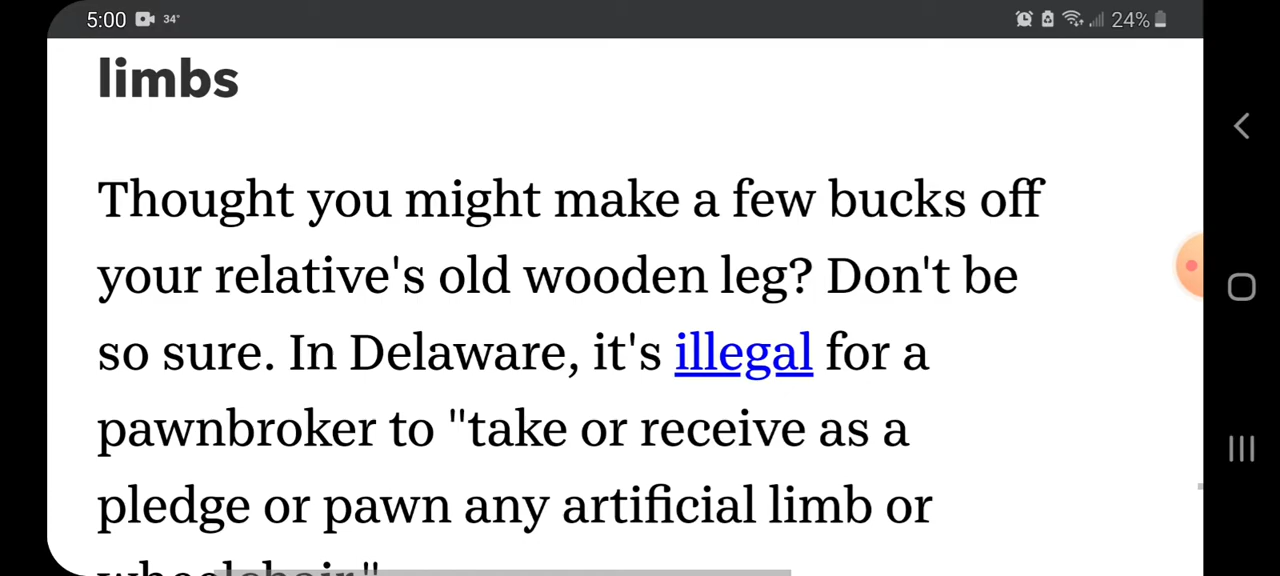 5:00 34° 24%
limbs
Thought you might make a few bucks off
your relative's old wooden leg? Don't be
so sure. In Delaware, it's illegal for a
pawnbroker to "take or receive as a
pledge or pawn any artificial limb or
wheelchair."